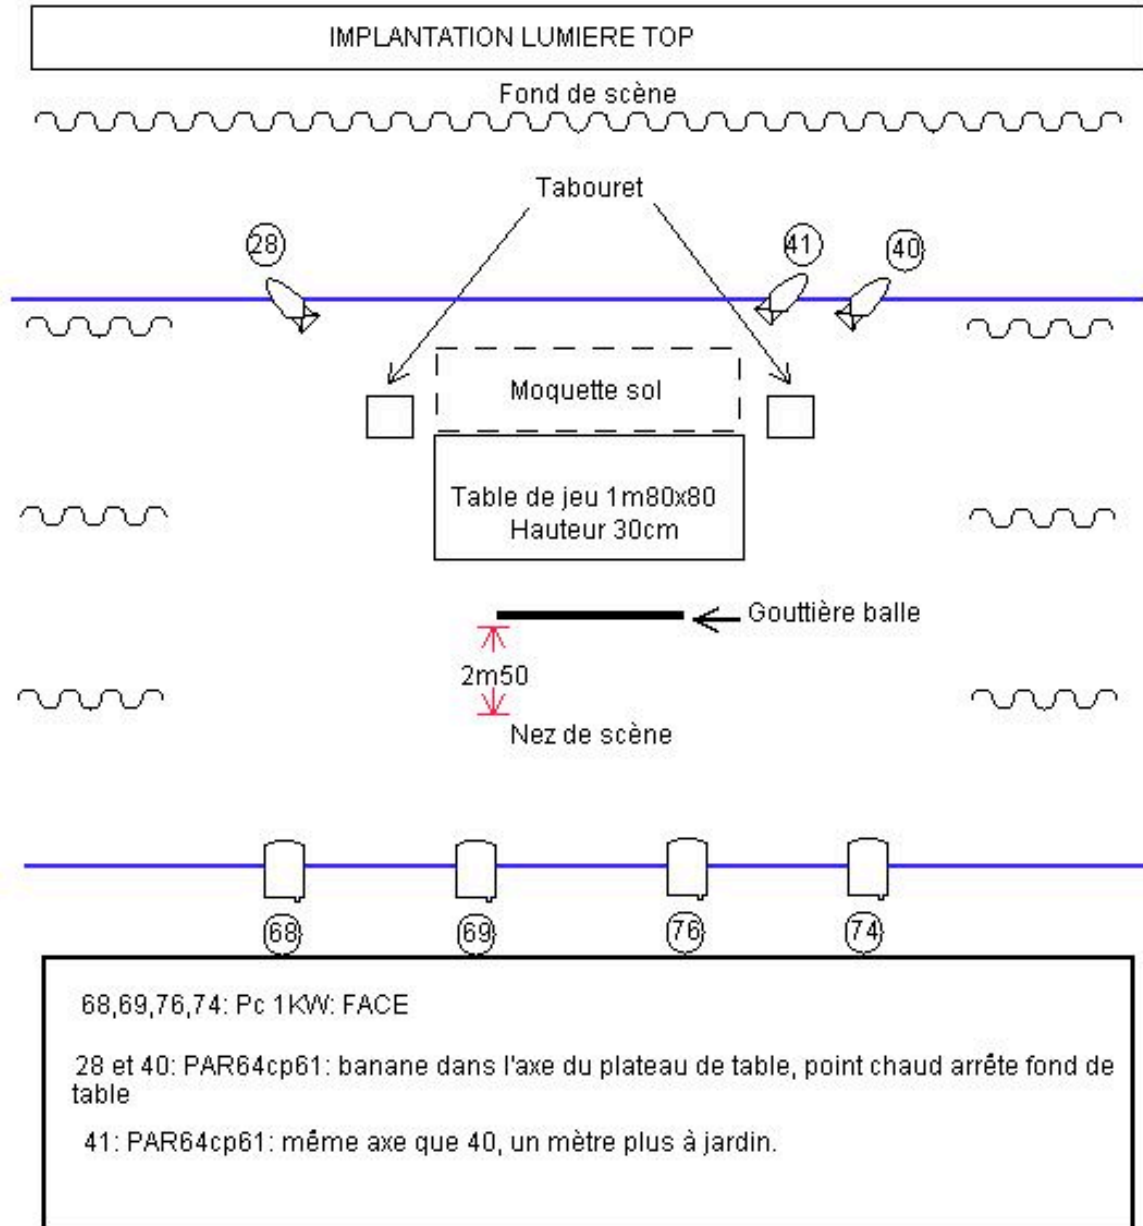 IMPLANTATION LUMIERE TOP
Fond de scène
Tabouret
28
41
40
Moquette sol
Table de jeu 1m80x80
Hauteur 30cm
Gouttière balle
2m50
Nez de scène
68
69
76
74
68,69,76,74: Pc 1KW: FACE
28 et 40: PAR64cp61: banane dans l'axe du plateau de table, point chaud arrête fond de
table
41: PAR64cp61: même axe que 40, un mètre plus à jardin.